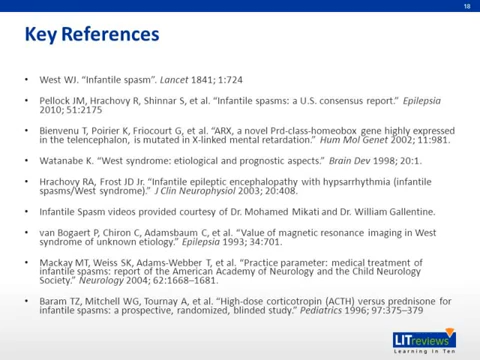 18
Key References
• West WJ. “Infantile spasm”. Lancet 1841; 1:724
• Pellock JM, Hrachovy R, Shinnar S, et al. “Infantile spasms: a U.S. consensus report.” Epilepsia
2010; 51:2175
• Bienvenu T, Poirier K, Friocourt G, et al. “ARX, a novel Prd-class-homeobox gene highly expressed
in the telencephalon, is mutated in X-linked mental retardation.” Hum Mol Genet 2002; 11:981.
• Watanabe K. “West syndrome: etiological and prognostic aspects.” Brain Dev 1998; 20:1.
• Hrachovy RA, Frost JD Jr. “Infantile epileptic encephalopathy with hypsarrhythmia (infantile
spasms/West syndrome).” J Clin Neurophysiol 2003; 20:408.
• Infantile Spasm videos provided courtesy of Dr. Mohamed Mikati and Dr. William Gallentine.
• van Bogaert P, Chiron C, Adamsbaum C, et al. “Value of magnetic resonance imaging in West
syndrome of unknown etiology.” Epilepsia 1993; 34:701.
• Mackay MT, Weiss SK, Adams-Webber T, et al. “Practice parameter: medical treatment of
infantile spasms: report of the American Academy of Neurology and the Child Neurology
Society.” Neurology 2004; 62:1668–1681.
• Baram TZ, Mitchell WG, Tournay A, et al. “High-dose corticotropin (ACTH) versus prednisone for
infantile spasms: a prospective, randomized, blinded study.” Pediatrics 1996; 97:375–379
LITreviews
Learning in Ten